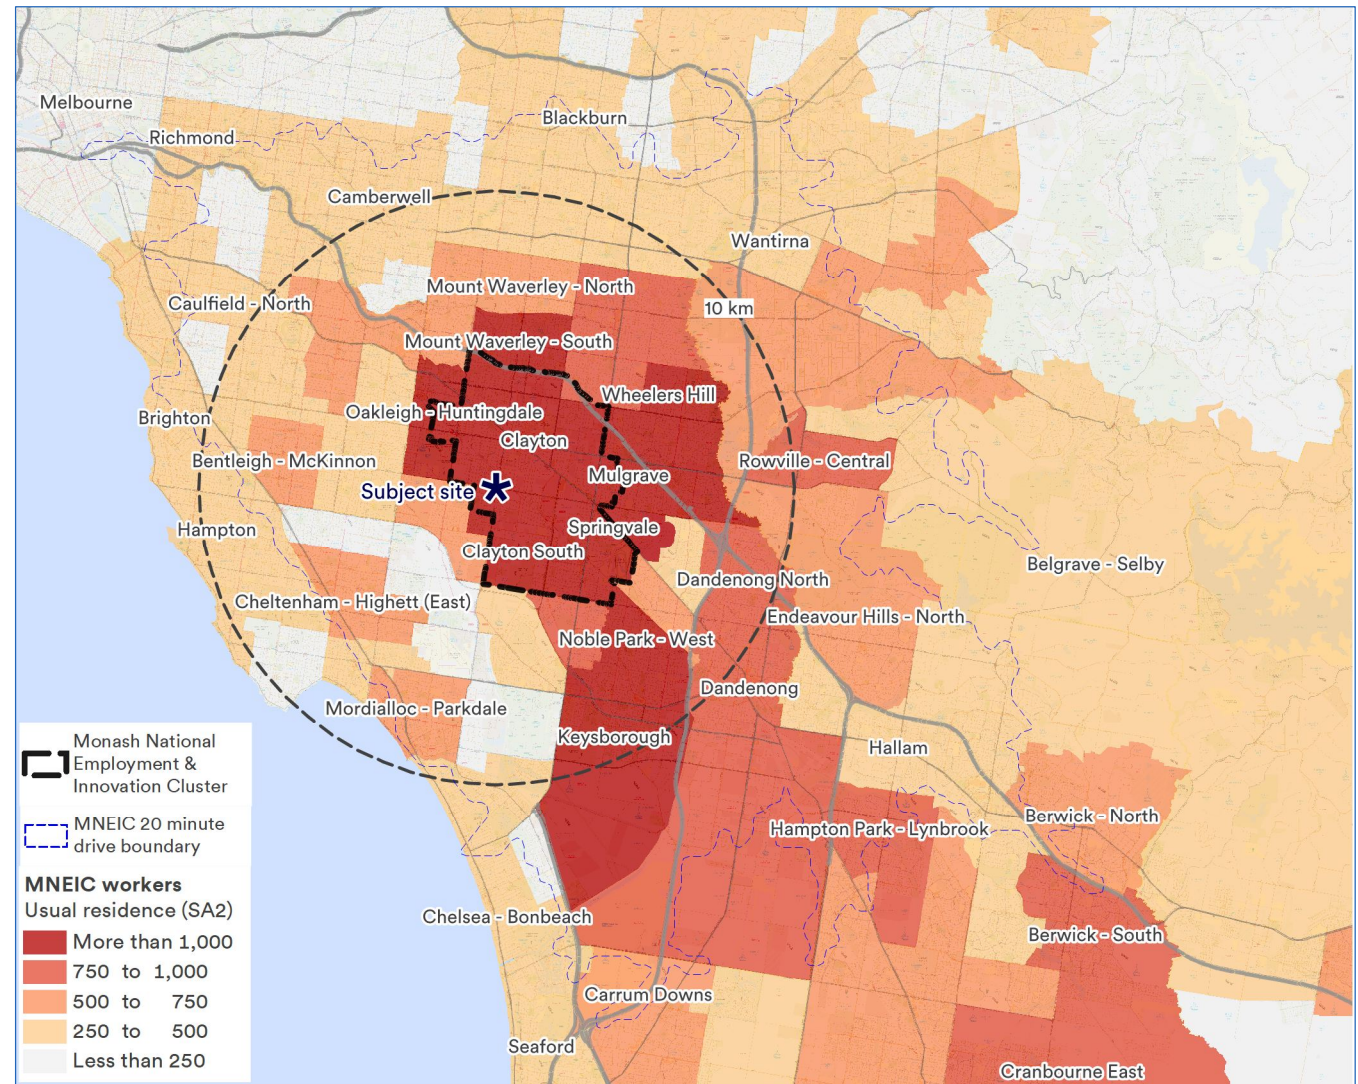 Melbourne
Richmond
Blackburn
Camberwell
Wantirna
Mount Waverley - North
Caulfield - North
10 km
Mount Waverley - South
Wheelers Hill
Oakleigh - Huntingdale
Brighton
Clayton
Bentleigh - McKinnon
Rowville - Central
Mulgrave
Subject site
Hampton
Springvale
Clayton South
Belgrave - Selby
Dandenong North
Cheltenham - Highett (East)
Endeavour Hills - North
Noble Park - West
Dandenong
Mordialloc - Parkdale
Keysborough
Hallam
Berwick - North
Hampton Park - Lynbrook
Chelsea - Bonbeach
Berwick - South
Carrum Downs
Seaford
Cranbourne East
Monash National
Employment &
Innovation Cluster
MNEIC 20 minute
drive boundary
MNEIC workers
Usual residence (SA2)
More than 1,000
750 to 1,000
500 to 750
250 to 500
Less than 250